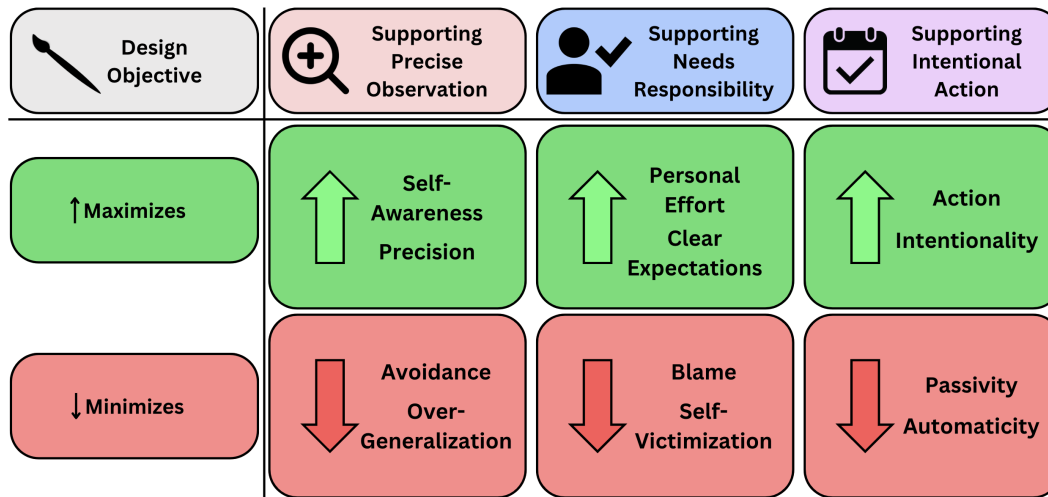 Design
Objective
Supporting
Precise
Observation
Supporting
Needs
Responsibility
Supporting
Intentional
Action
↑Maximizes
Self-
Awareness
Precision
Personal
Effort
Clear
Expectations
Action
Intentionality
↓Minimizes
Avoidance
Over-
Generalization
Blame
Self-
Victimization
Passivity
Automaticity